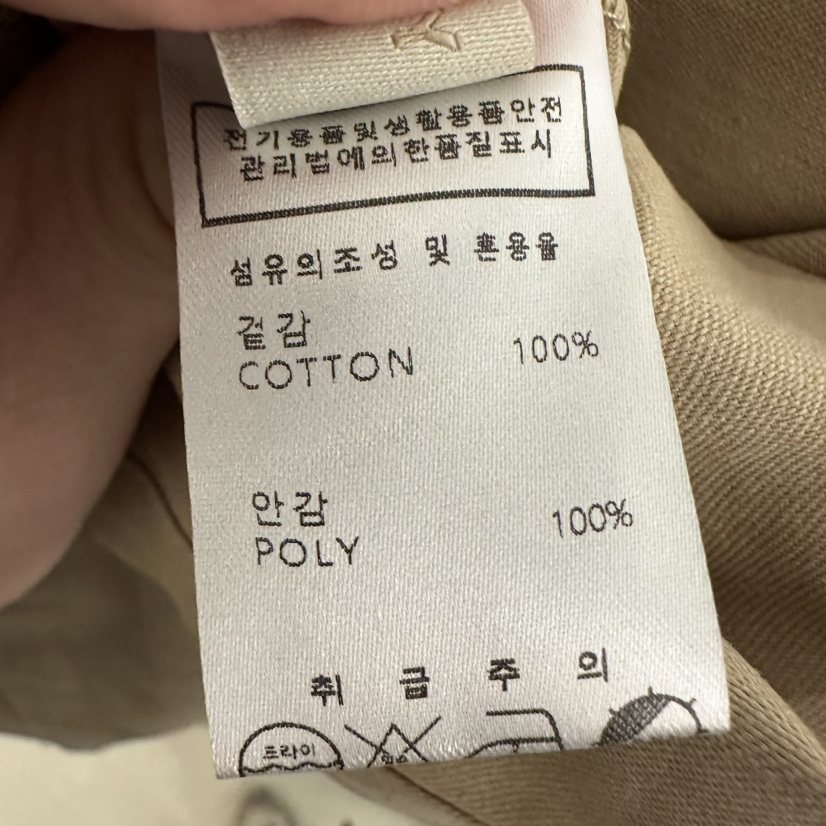 전기용품및생활용품안전
관리법에의한품질표시
섬유의조성 및 혼용율
겉감
COTTON 100%
안감
POLY 100%
취급주의
드라이